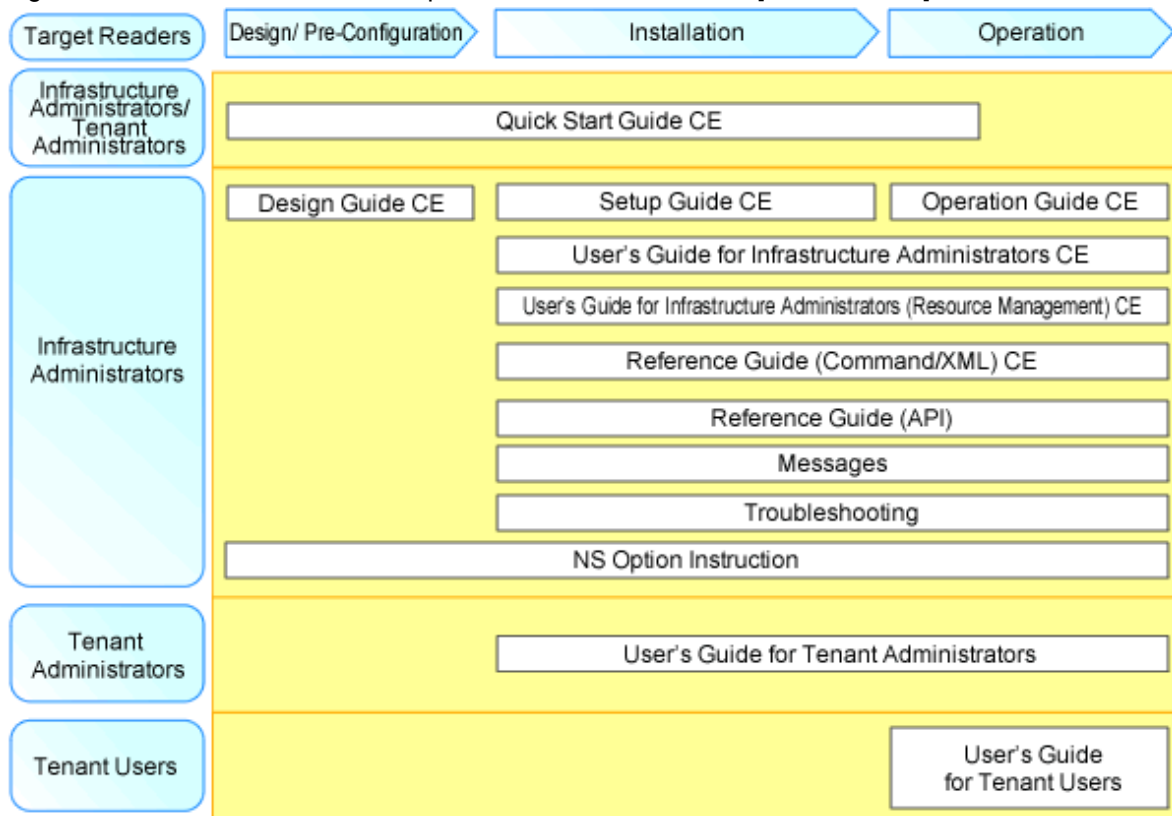 Target Readers
Design/ Pre-Configuration
Installation
Operation
Infrastructure
Administrators/
Tenant
Administrators
Quick Start Guide CE
Infrastructure
Administrators
Design Guide CE
Setup Guide CE
Operation Guide CE
User's Guide for Infrastructure Administrators CE
User's Guide for Infrastructure Administrators (Resource Management) CE
Reference Guide (Command/XML) CE
Reference Guide (API)
Messages
Troubleshooting
NS Option Instruction
Tenant
Administrators
User's Guide for Tenant Administrators
Tenant Users
User's Guide
for Tenant Users